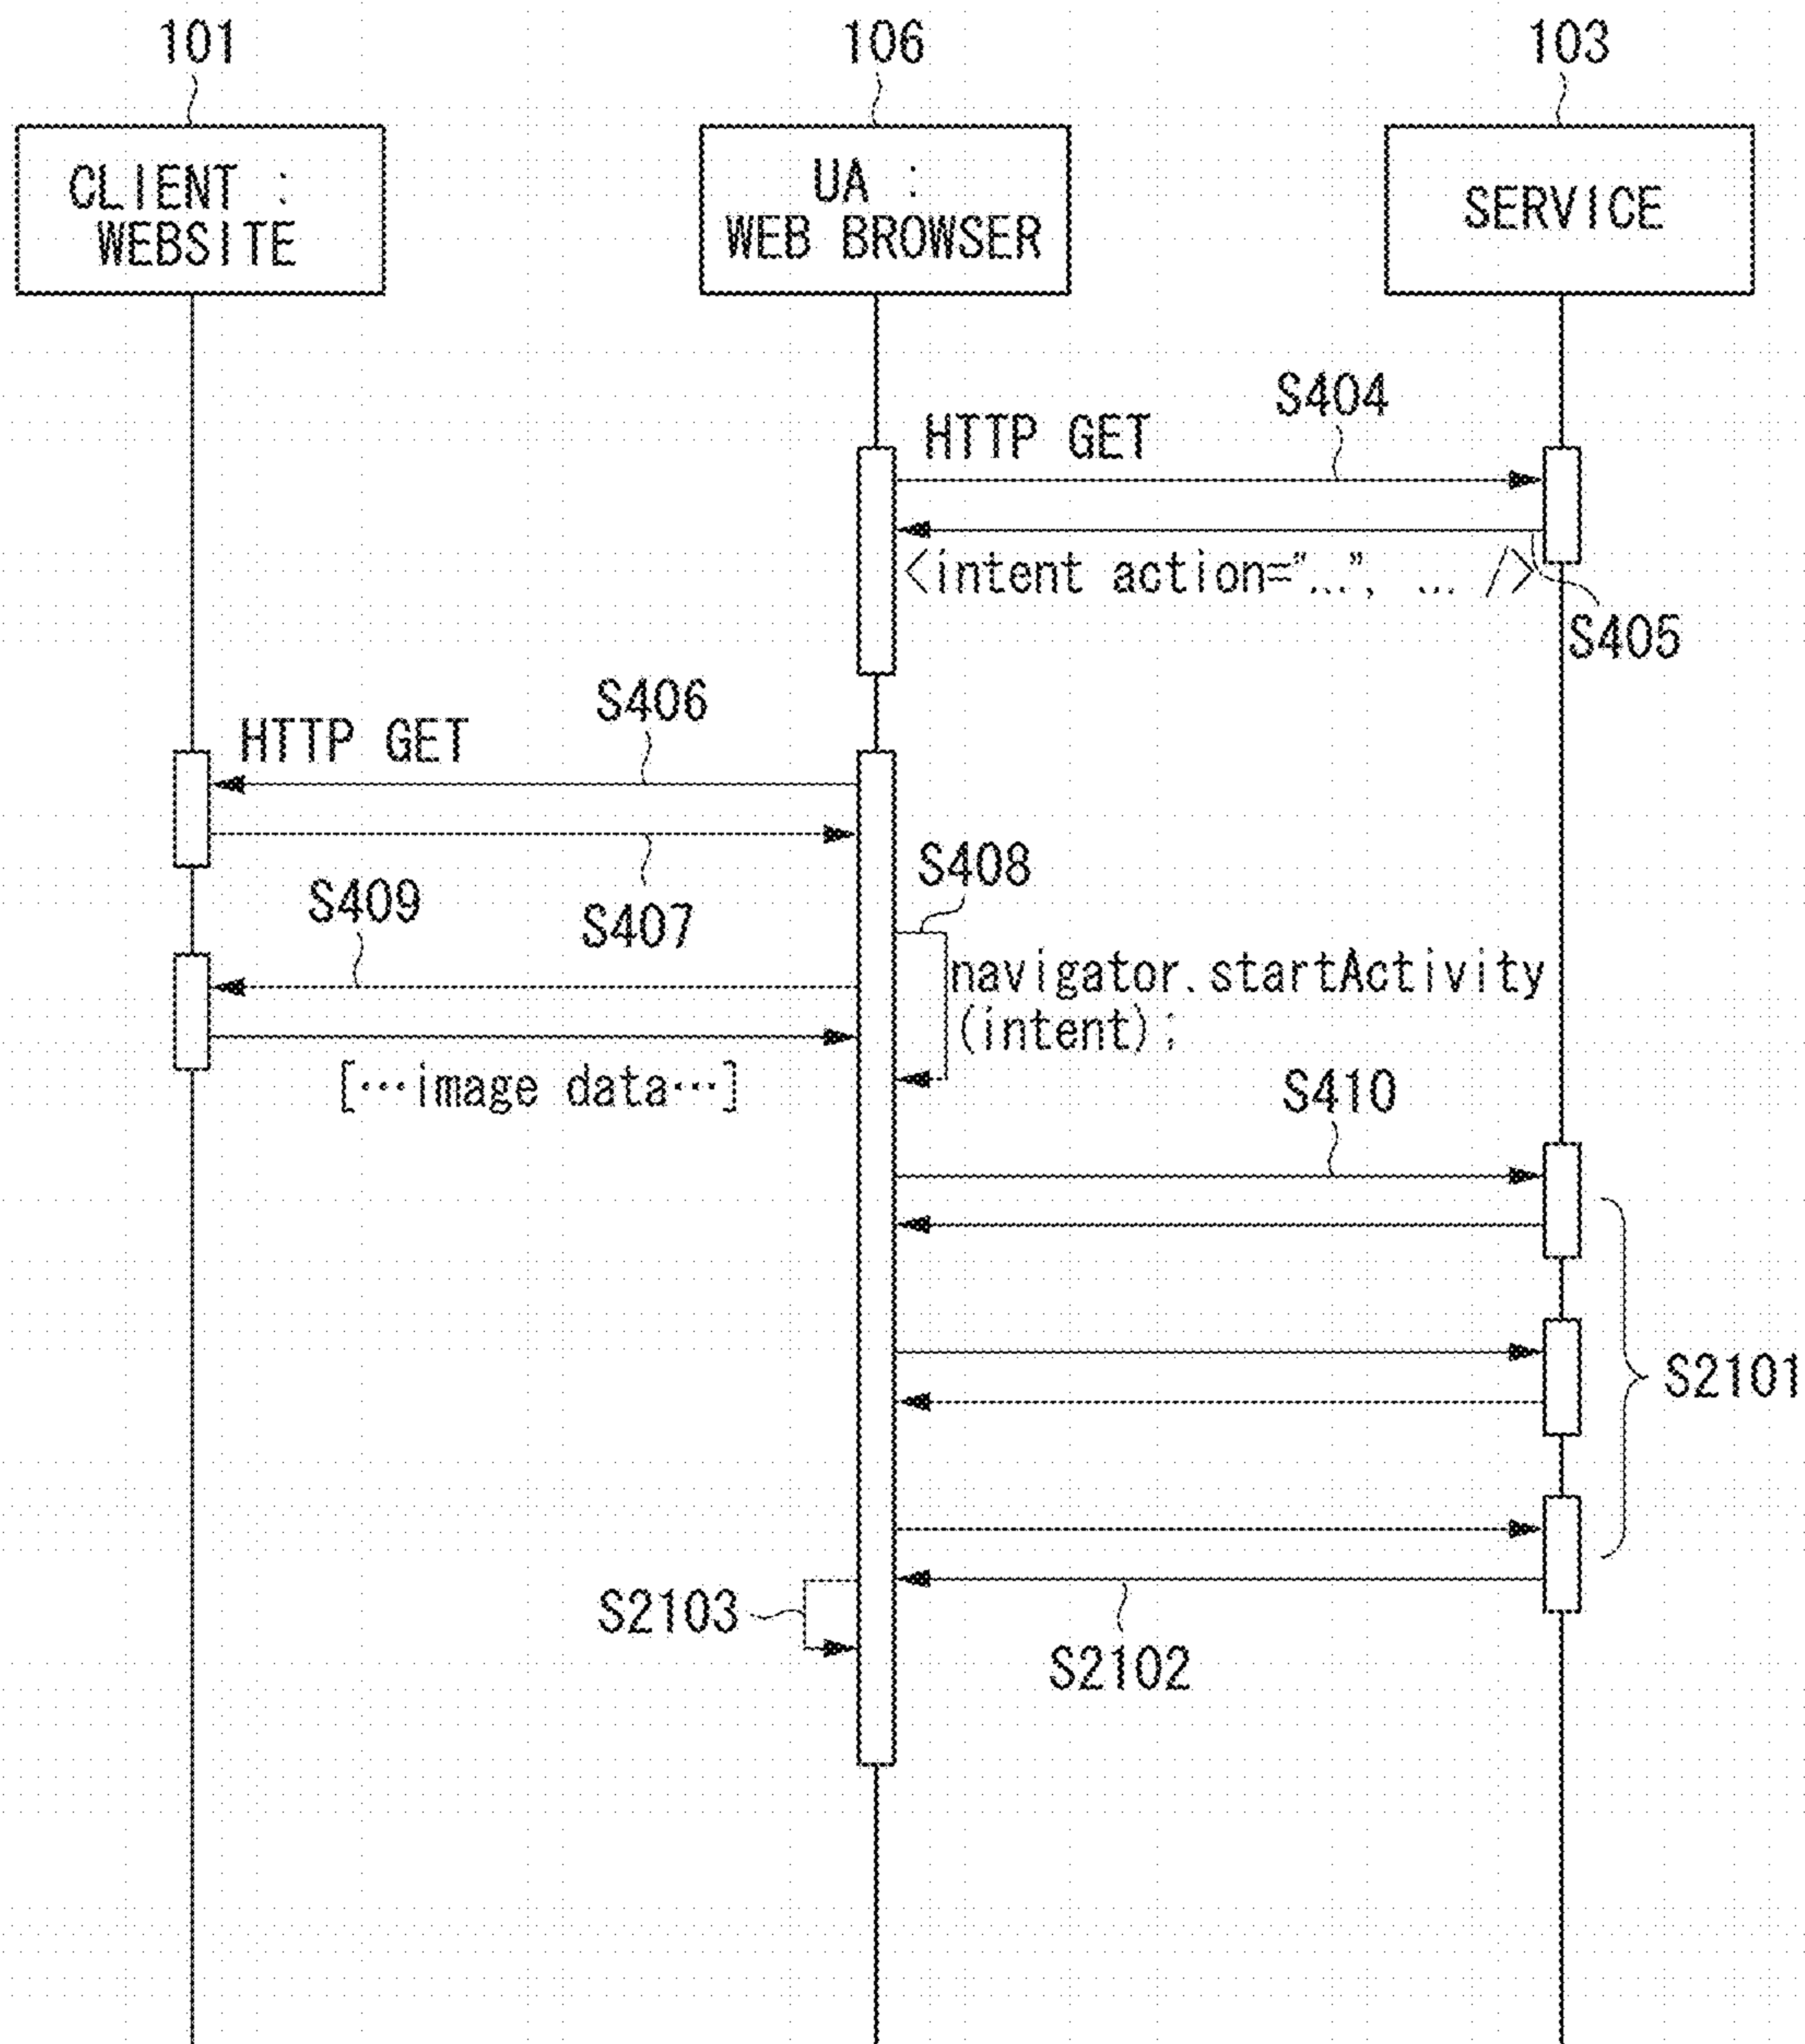 101
106
103
CLIENT :
WEBSITE
UA :
WEB BROWSER
SERVICE
S404
HTTP GET
<intent action="...", ... />
S405
S406
HTTP GET
S408
S409
S407
navigator.startActivity
(intent);
[…image data…]
S410
S2101
S2103
S2102